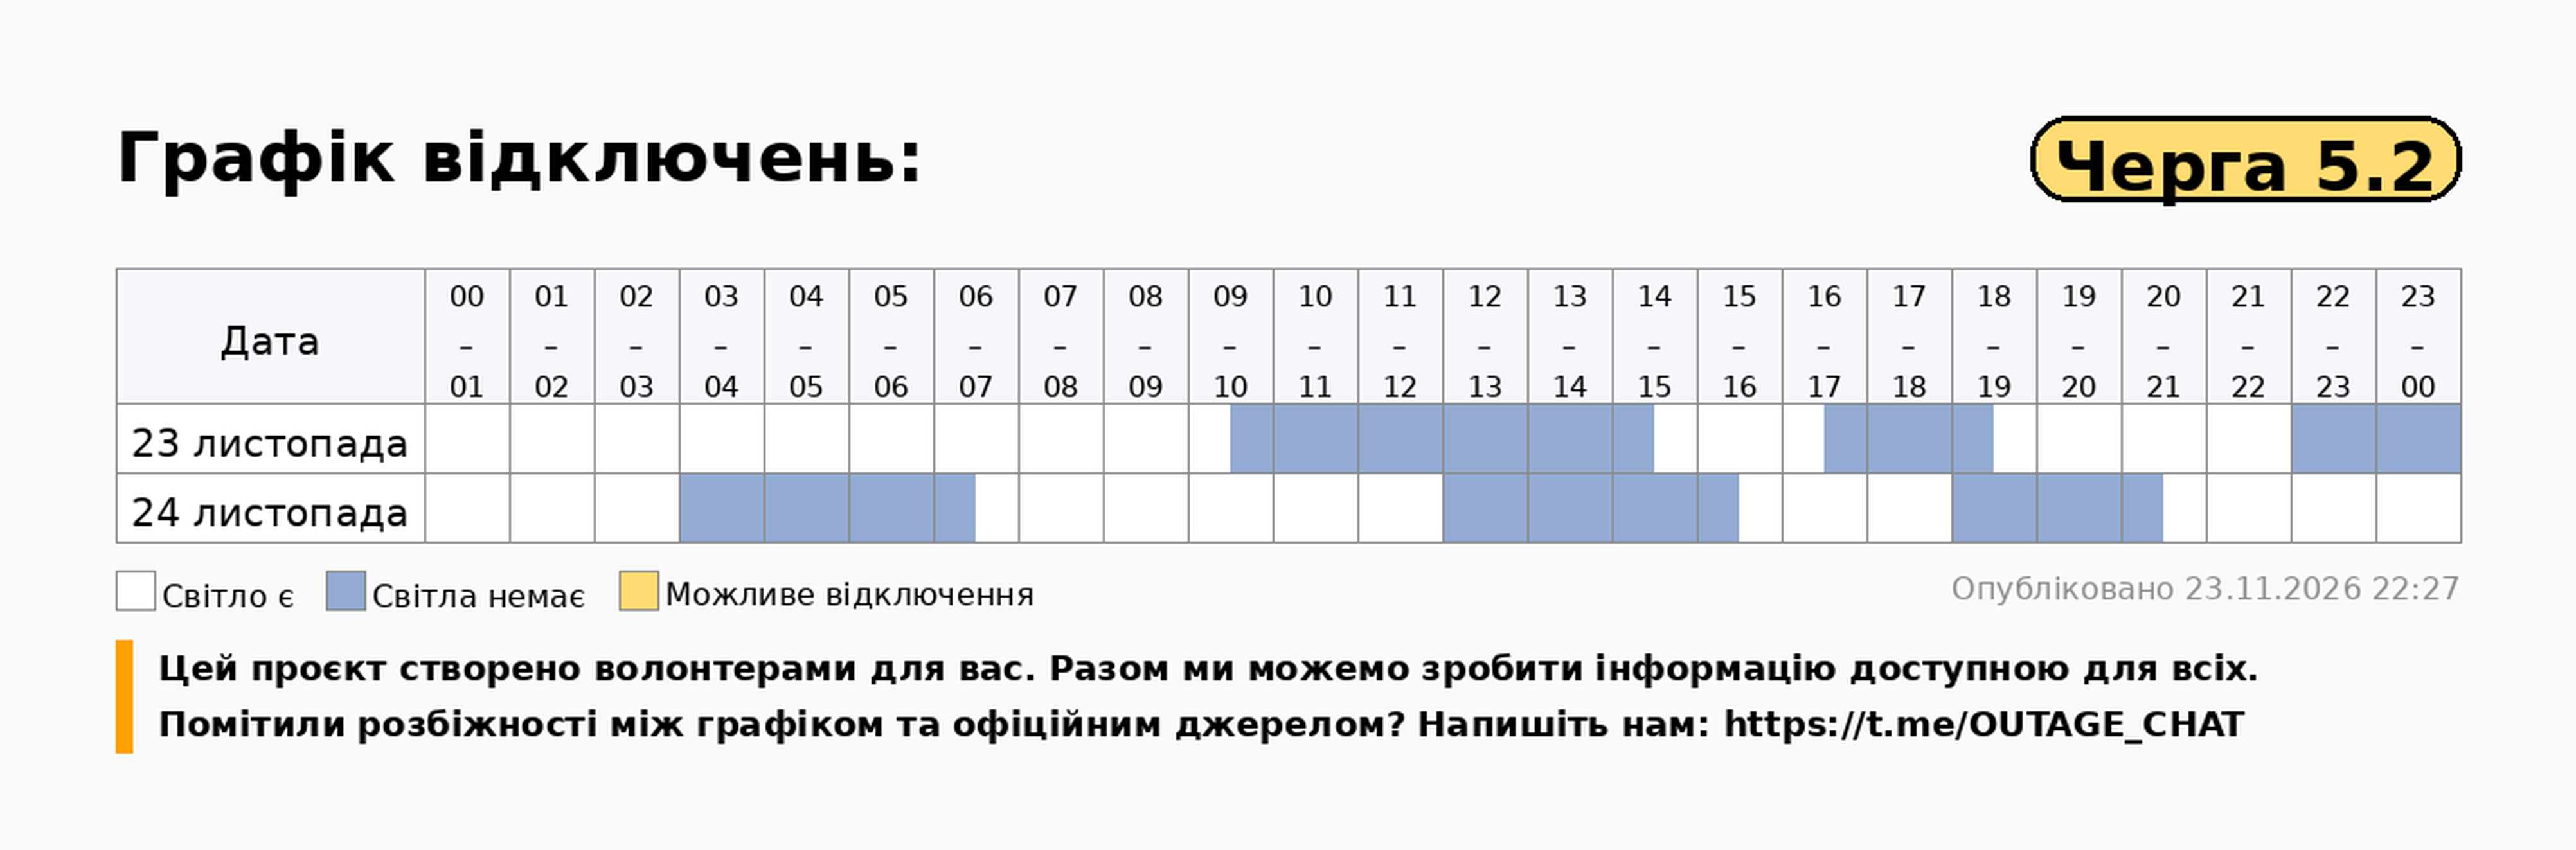 Графік відключень:
Черга 5.2
Дата 00 – 01 01 – 02 02 – 03 03 – 04 04 – 05 05 – 06 06 – 07 07 – 08 08 – 09 09 – 10 10 – 11 11 – 12 12 – 13 13 – 14 14 – 15 15 – 16 16 – 17 17 – 18 18 – 19 19 – 20 20 – 21 21 – 22 22 – 23 23 – 00
23 листопада
24 листопада
Світло є Світла немає Можливе відключення
Опубліковано 23.11.2026 22:27
Цей проєкт створено волонтерами для вас. Разом ми можемо зробити інформацію доступною для всіх.
Помітили розбіжності між графіком та офіційним джерелом? Напишіть нам: https://t.me/OUTAGE_CHAT